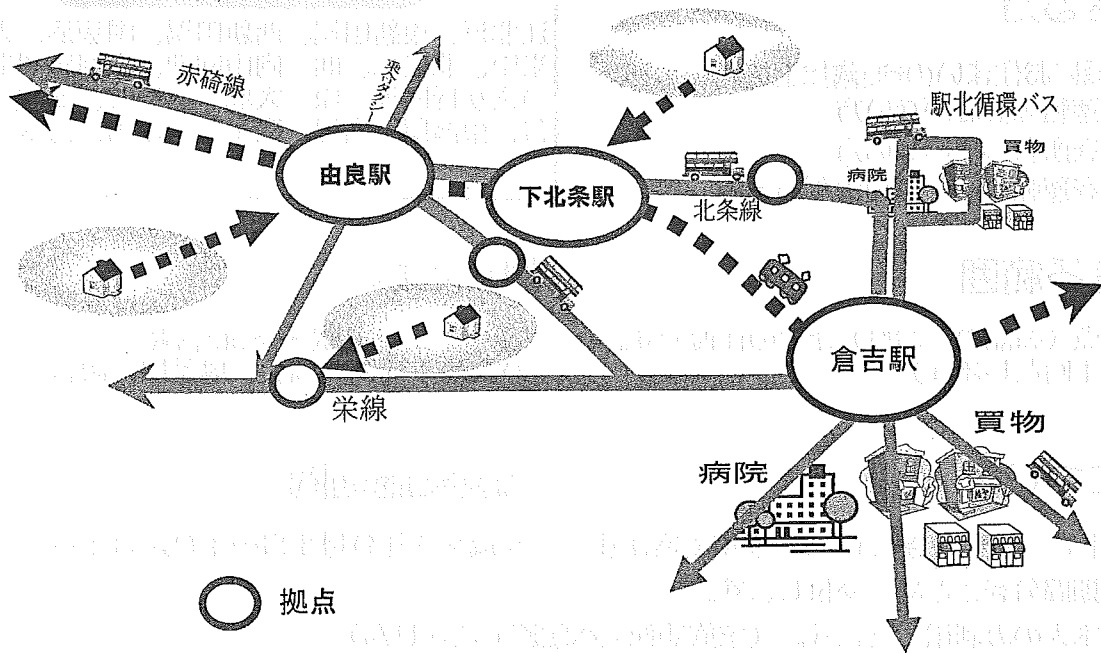 赤碕線
乗合タクシー
駅北循環バス
買物
病院
由良駅
下北条駅
北条線
倉吉駅
栄線
買物
病院
拠点